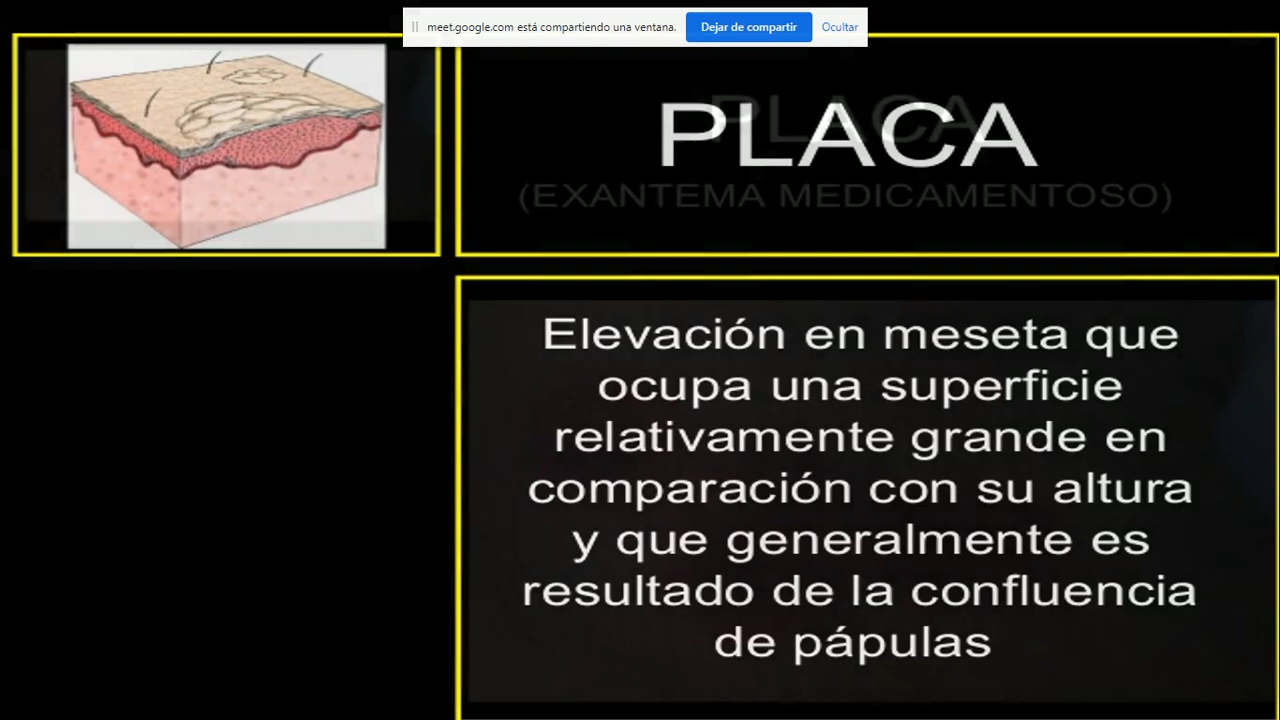 meet.google.com está compartiendo una ventana.
Dejar de compartir
Ocultar
PLACA
PLACA
(EXANTEMA MEDICAMENTOSO)
Elevación en meseta que
ocupa una superficie
relativamente grande en
comparación con su altura
y que generalmente es
resultado de la confluencia
de pápulas